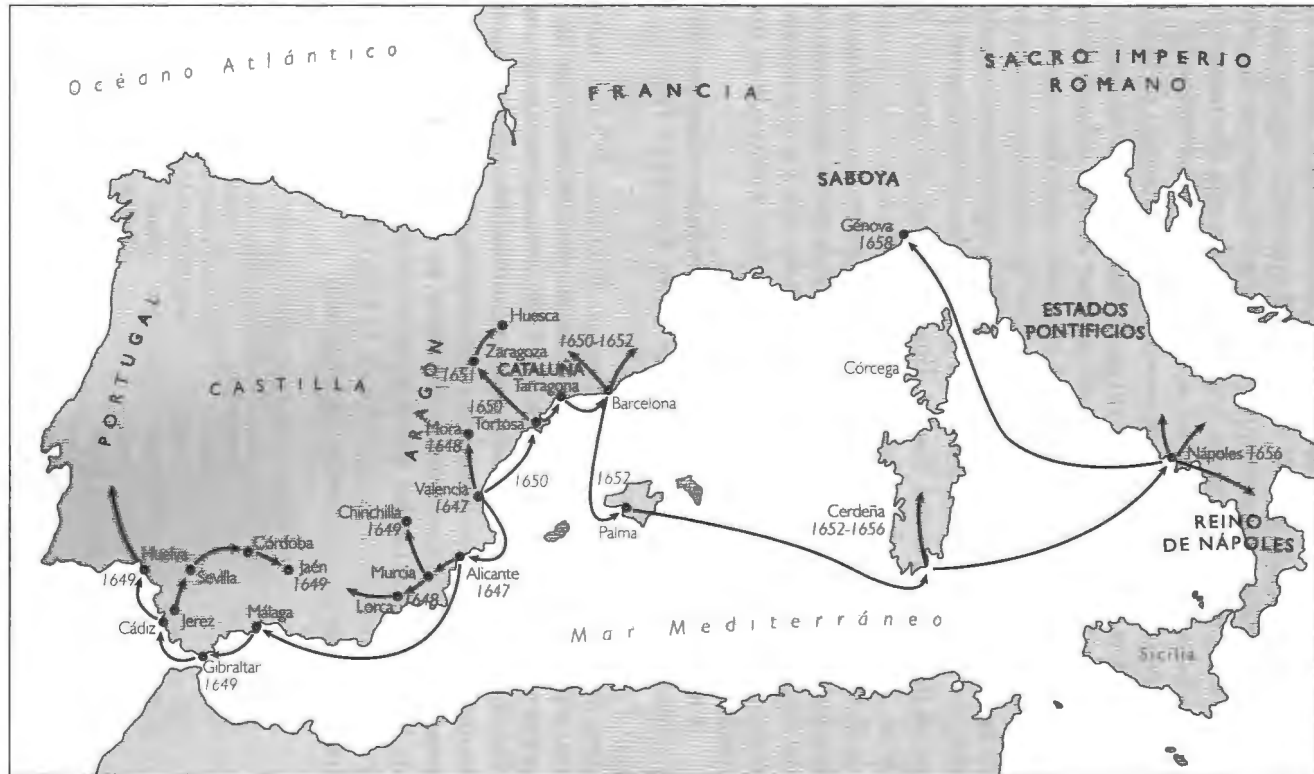 Océano Atlántico
FRANCIA
SACRO IMPERIO
ROMANO
SABOYA
Génova
1658
ESTADOS
PONTIFICIOS
Córcega
Huesca
1650-1652
Zaragoza
1651
CATALUÑA
Tarragona
Barcelona
PORTUGAL
CASTILLA
ARAGON
1650
Tortosa
Mora
1648
1650
Valencia
1647
1652
Palma
Nápoles 1656
Cerdeña
1652-1656
REINO
DE NÁPOLES
Chinchilla
1649
Córdoba
Huelva
1649
Sevilla
Jaén
1649
Murcia
Alicante
1647
Lorca
1648
Jerez
Málaga
Cádiz
Gibraltar
1649
Mar Mediterráneo
Sicilia